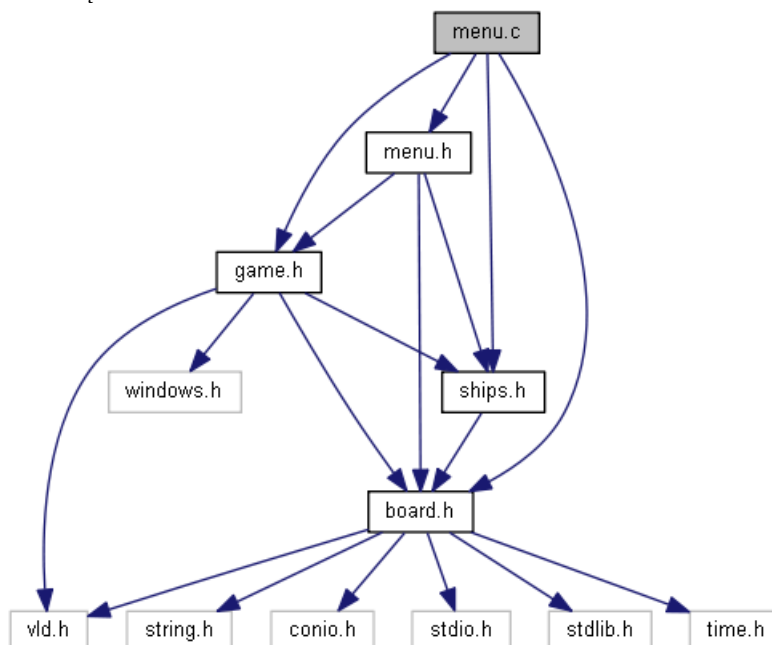 menu.c
menu.h
game.h
windows.h
ships.h
board.h
vld.h
string.h
conio.h
stdio.h
stdlib.h
time.h